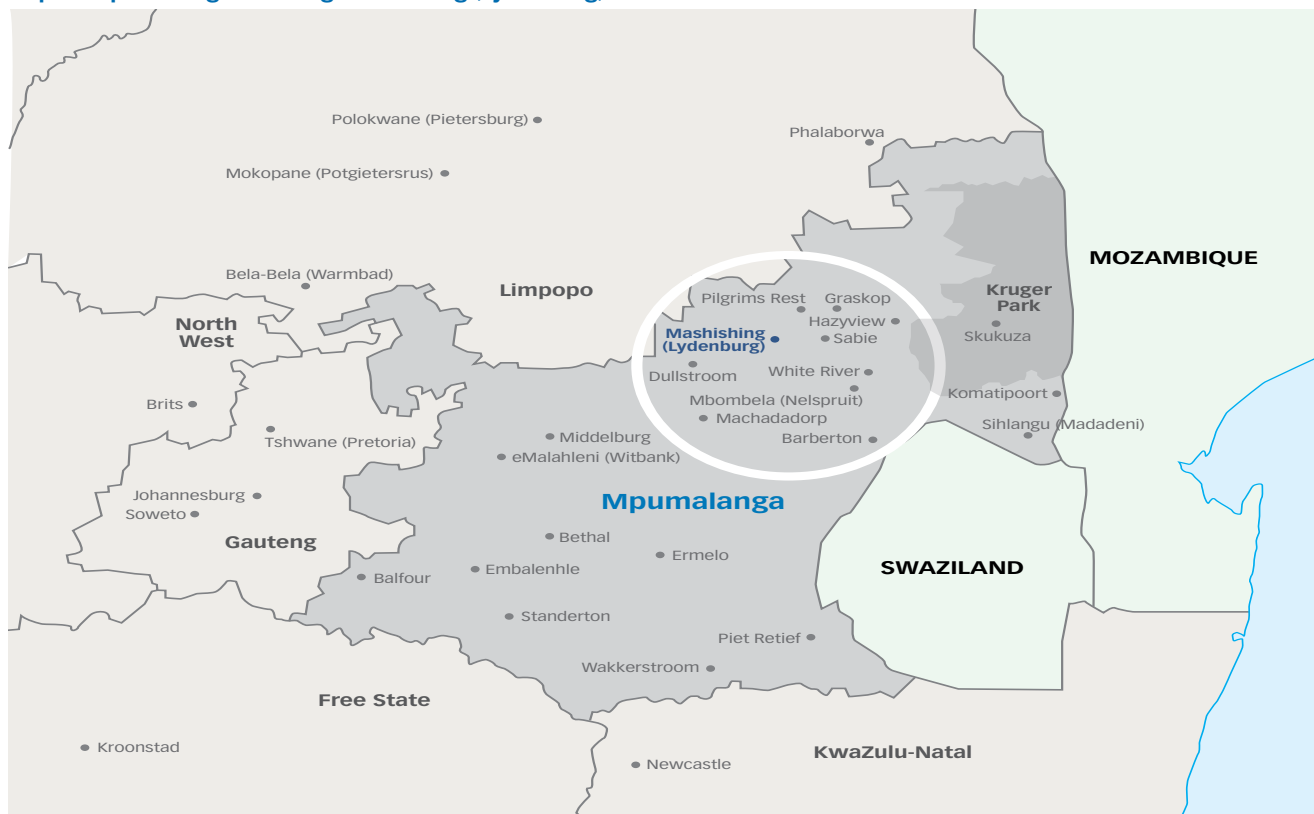 Polokwane (Pietersburg)
Phalaborwa
Mokopane (Potgietersrus)
MOZAMBIQUE
Bela-Bela (Warmbad)
Limpopo
Kruger
Park
Pilgrims Rest
Graskop
North
West
Hazyview
Mashishing
(Lydenburg)
Sabie
Skukuza
Dullstroom
White River
Brits
Mbombela (Nelspruit)
Komatipoort
Machadadorp
Tshwane (Pretoria)
Middelburg
Barberton
Sihlangu (Madadeni)
eMalahleni (Witbank)
Johannesburg
Mpumalanga
Soweto
Gauteng
Bethal
Ermelo
SWAZILAND
Balfour
Embalenhle
Standerton
Piet Retief
Wakkerstroom
Free State
Kroonstad
KwaZulu-Natal
Newcastle